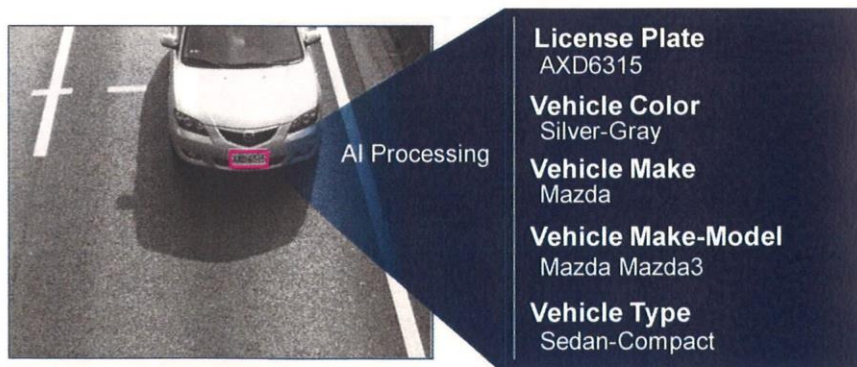 AI Processing
License Plate
AXD6315
Vehicle Color
Silver-Gray
Vehicle Make
Mazda
Vehicle Make-Model
Mazda Mazda3
Vehicle Type
Sedan-Compact